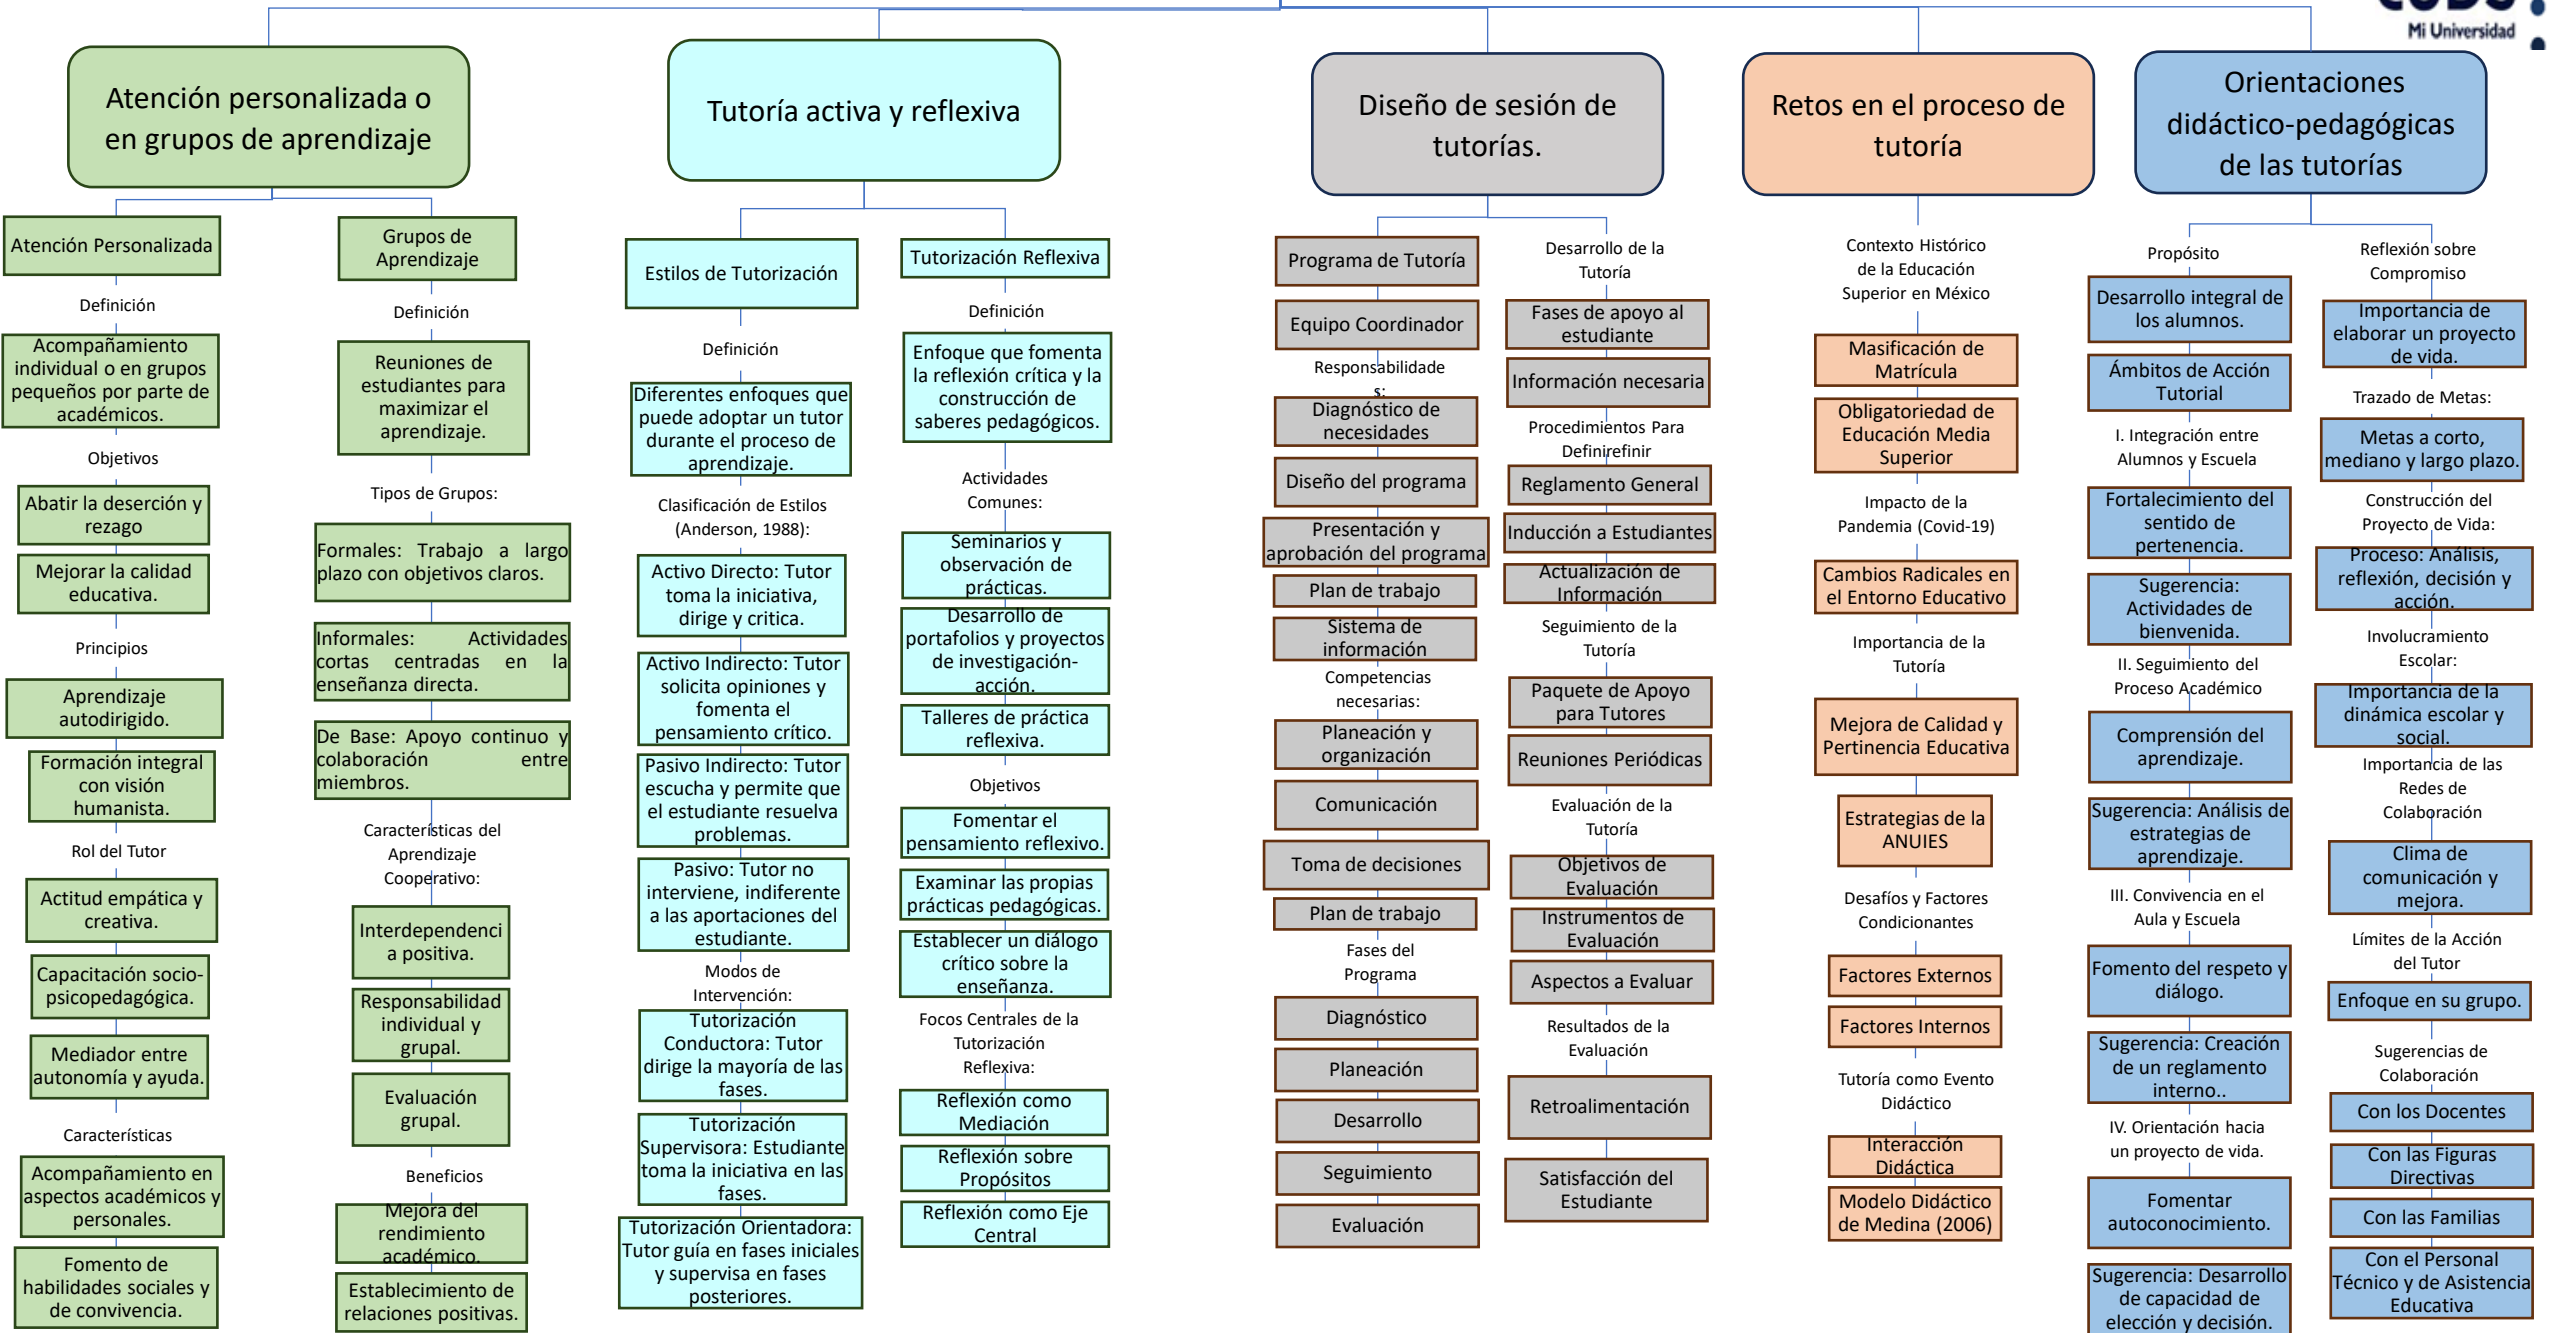 Mi Universidad
Atención personalizada o
en grupos de aprendizaje
Atención Personalizada
Definición
Acompañamiento
individual o en grupos
pequeños por parte de
académicos.
Objetivos
Abatir la deserción y
rezago
Mejorar la calidad
educativa.
Principios
Aprendizaje
autodirigido.
Formación integral
con visión
humanista.
Rol del Tutor
Actitud empática y
creativa.
Capacitación socio-
psicopedagógica.
Mediador entre
autonomía y ayuda.
Características
Acompañamiento en
aspectos académicos y
personales.
Fomento de
habilidades sociales y
de convivencia.
Grupos de
Aprendizaje
Definición
Reuniones de
estudiantes para
maximizar el
aprendizaje.
Tipos de Grupos:
Formales: Trabajo a largo
plazo con objetivos claros.
Informales: Actividades
cortas centradas en la
enseñanza directa.
De Base: Apoyo continuo y
colaboración entre
miembros.
Características del
Aprendizaje
Cooperativo:
Interdependenci
a positiva.
Responsabilidad
individual y
grupal.
Evaluación
grupal.
Beneficios
Mejora del
rendimiento
académico.
Establecimiento de
relaciones positivas.
Tutoría activa y reflexiva
Estilos de Tutorización
Definición
Diferentes enfoques que
puede adoptar un tutor
durante el proceso de
aprendizaje.
Clasificación de Estilos
(Anderson, 1988):
Activo Directo: Tutor
toma la iniciativa,
dirige y critica.
Activo Indirecto: Tutor
solicita opiniones y
fomenta el
pensamiento crítico.
Pasivo Indirecto: Tutor
escucha y permite que
el estudiante resuelva
problemas.
Pasivo: Tutor no
interviene, indiferente
a las aportaciones del
estudiante.
Modos de
Intervención:
Tutorización
Conductora: Tutor
dirige la mayoría de las
fases.
Tutorización
Supervisora: Estudiante
toma la iniciativa en las
fases.
Tutorización Orientadora:
Tutor guía en fases iniciales
y supervisa en fases
posteriores.
Tutorización Reflexiva
Definición
Enfoque que fomenta
la reflexión crítica y la
construcción de
saberes pedagógicos.
Actividades
Comunes:
Seminarios y
observación de
prácticas.
Desarrollo de
portafolios y proyectos
de investigación-
acción.
Talleres de práctica
reflexiva.
Objetivos
Fomentar el
pensamiento reflexivo.
Examinar las propias
prácticas pedagógicas.
Establecer un diálogo
crítico sobre la
enseñanza.
Focos Centrales de la
Tutorización
Reflexiva:
Reflexión como
Mediación
Reflexión sobre
Propósitos
Reflexión como Eje
Central
Diseño de sesión de
tutorías.
Programa de Tutoría
Equipo Coordinador
Responsabilidade
s:
Diagnóstico de
necesidades
Diseño del programa
Presentación y
aprobación del programa
Plan de trabajo
Sistema de
información
Competencias
necesarias:
Planeación y
organización
Comunicación
Toma de decisiones
Plan de trabajo
Fases del
Programa
Diagnóstico
Planeación
Desarrollo
Seguimiento
Evaluación
Desarrollo de la
Tutoría
Fases de apoyo al
estudiante
Información necesaria
Procedimientos Para
Definirefinir
Reglamento General
Inducción a Estudiantes
Actualización de
Información
Seguimiento de la
Tutoría
Paquete de Apoyo
para Tutores
Reuniones Periódicas
Evaluación de la
Tutoría
Objetivos de
Evaluación
Instrumentos de
Evaluación
Aspectos a Evaluar
Resultados de la
Evaluación
Retroalimentación
Satisfacción del
Estudiante
Retos en el proceso de
tutoría
Contexto Histórico
de la Educación
Superior en México
Masificación de
Matrícula
Obligatoriedad de
Educación Media
Superior
Impacto de la
Pandemia (Covid-19)
Cambios Radicales en
el Entorno Educativo
Importancia de la
Tutoría
Mejora de Calidad y
Pertinencia Educativa
Estrategias de la
ANUIES
Desafíos y Factores
Condicionantes
Factores Externos
Factores Internos
Tutoría como Evento
Didáctico
Interacción
Didáctica
Modelo Didáctico
de Medina (2006)
Orientaciones
didáctico-pedagógicas
de las tutorías
Propósito
Desarrollo integral de
los alumnos.
Ámbitos de Acción
Tutorial
I. Integración entre
Alumnos y Escuela
Fortalecimiento del
sentido de
pertenencia.
Sugerencia:
Actividades de
bienvenida.
II. Seguimiento del
Proceso Académico
Comprensión del
aprendizaje.
Sugerencia: Análisis de
estrategias de
aprendizaje.
III. Convivencia en el
Aula y Escuela
Fomento del respeto y
diálogo.
Sugerencia: Creación
de un reglamento
interno..
IV. Orientación hacia
un proyecto de vida.
Fomentar
autoconocimiento.
Sugerencia: Desarrollo
de capacidad de
elección y decisión.
Reflexión sobre
Compromiso
Importancia de
elaborar un proyecto
de vida.
Trazado de Metas:
Metas a corto,
mediano y largo plazo.
Construcción del
Proyecto de Vida:
Proceso: Análisis,
reflexión, decisión y
acción.
Involucramiento
Escolar:
Importancia de la
dinámica escolar y
social.
Importancia de las
Redes de
Colaboración
Clima de
comunicación y
mejora.
Límites de la Acción
del Tutor
Enfoque en su grupo.
Sugerencias de
Colaboración
Con los Docentes
Con las Figuras
Directivas
Con las Familias
Con el Personal
Técnico y de Asistencia
Educativa